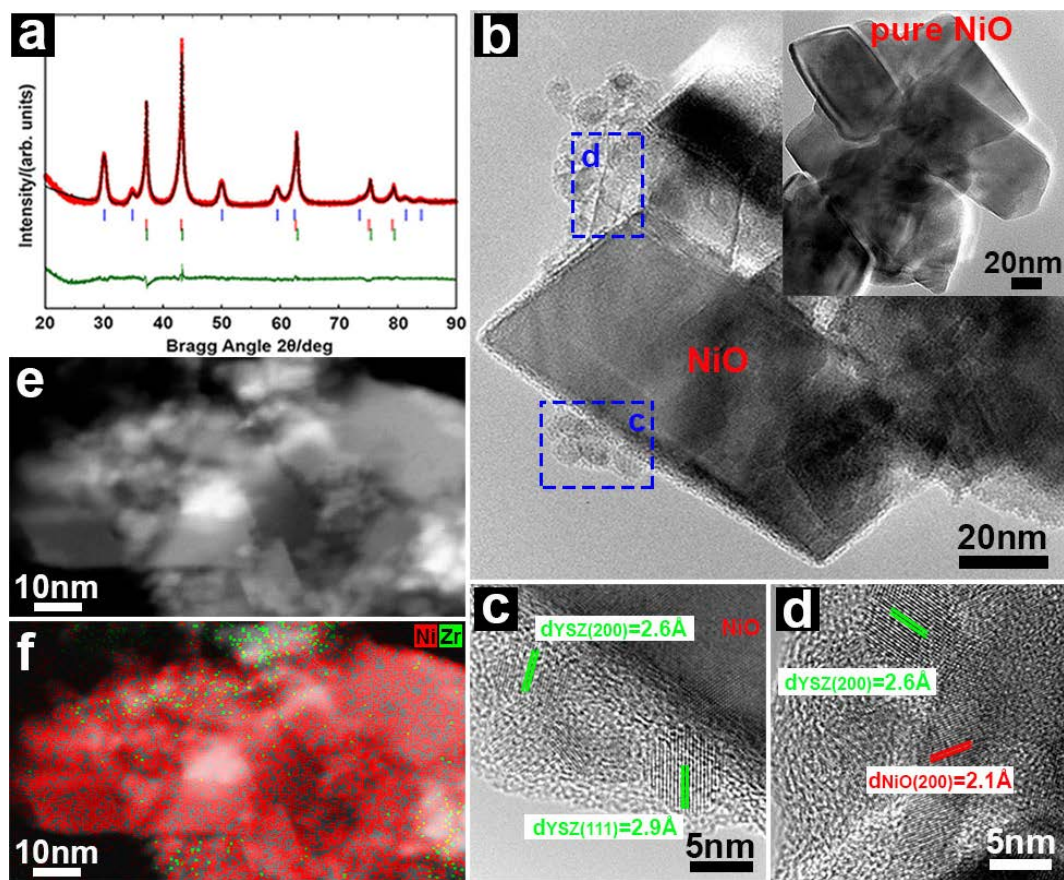 a
Intensity/(arb. units)
20 30 40 50 60 70 80 90
Bragg Angle 2θ/deg
b
pure NiO
20nm
d
NiO
c
20nm
e
10nm
f
Ni Zr
10nm
c
NiO
dYSZ(200)=2.6Å
dYSZ(111)=2.9Å
5nm
d
dYSZ(200)=2.6Å
dNiO(200)=2.1Å
5nm